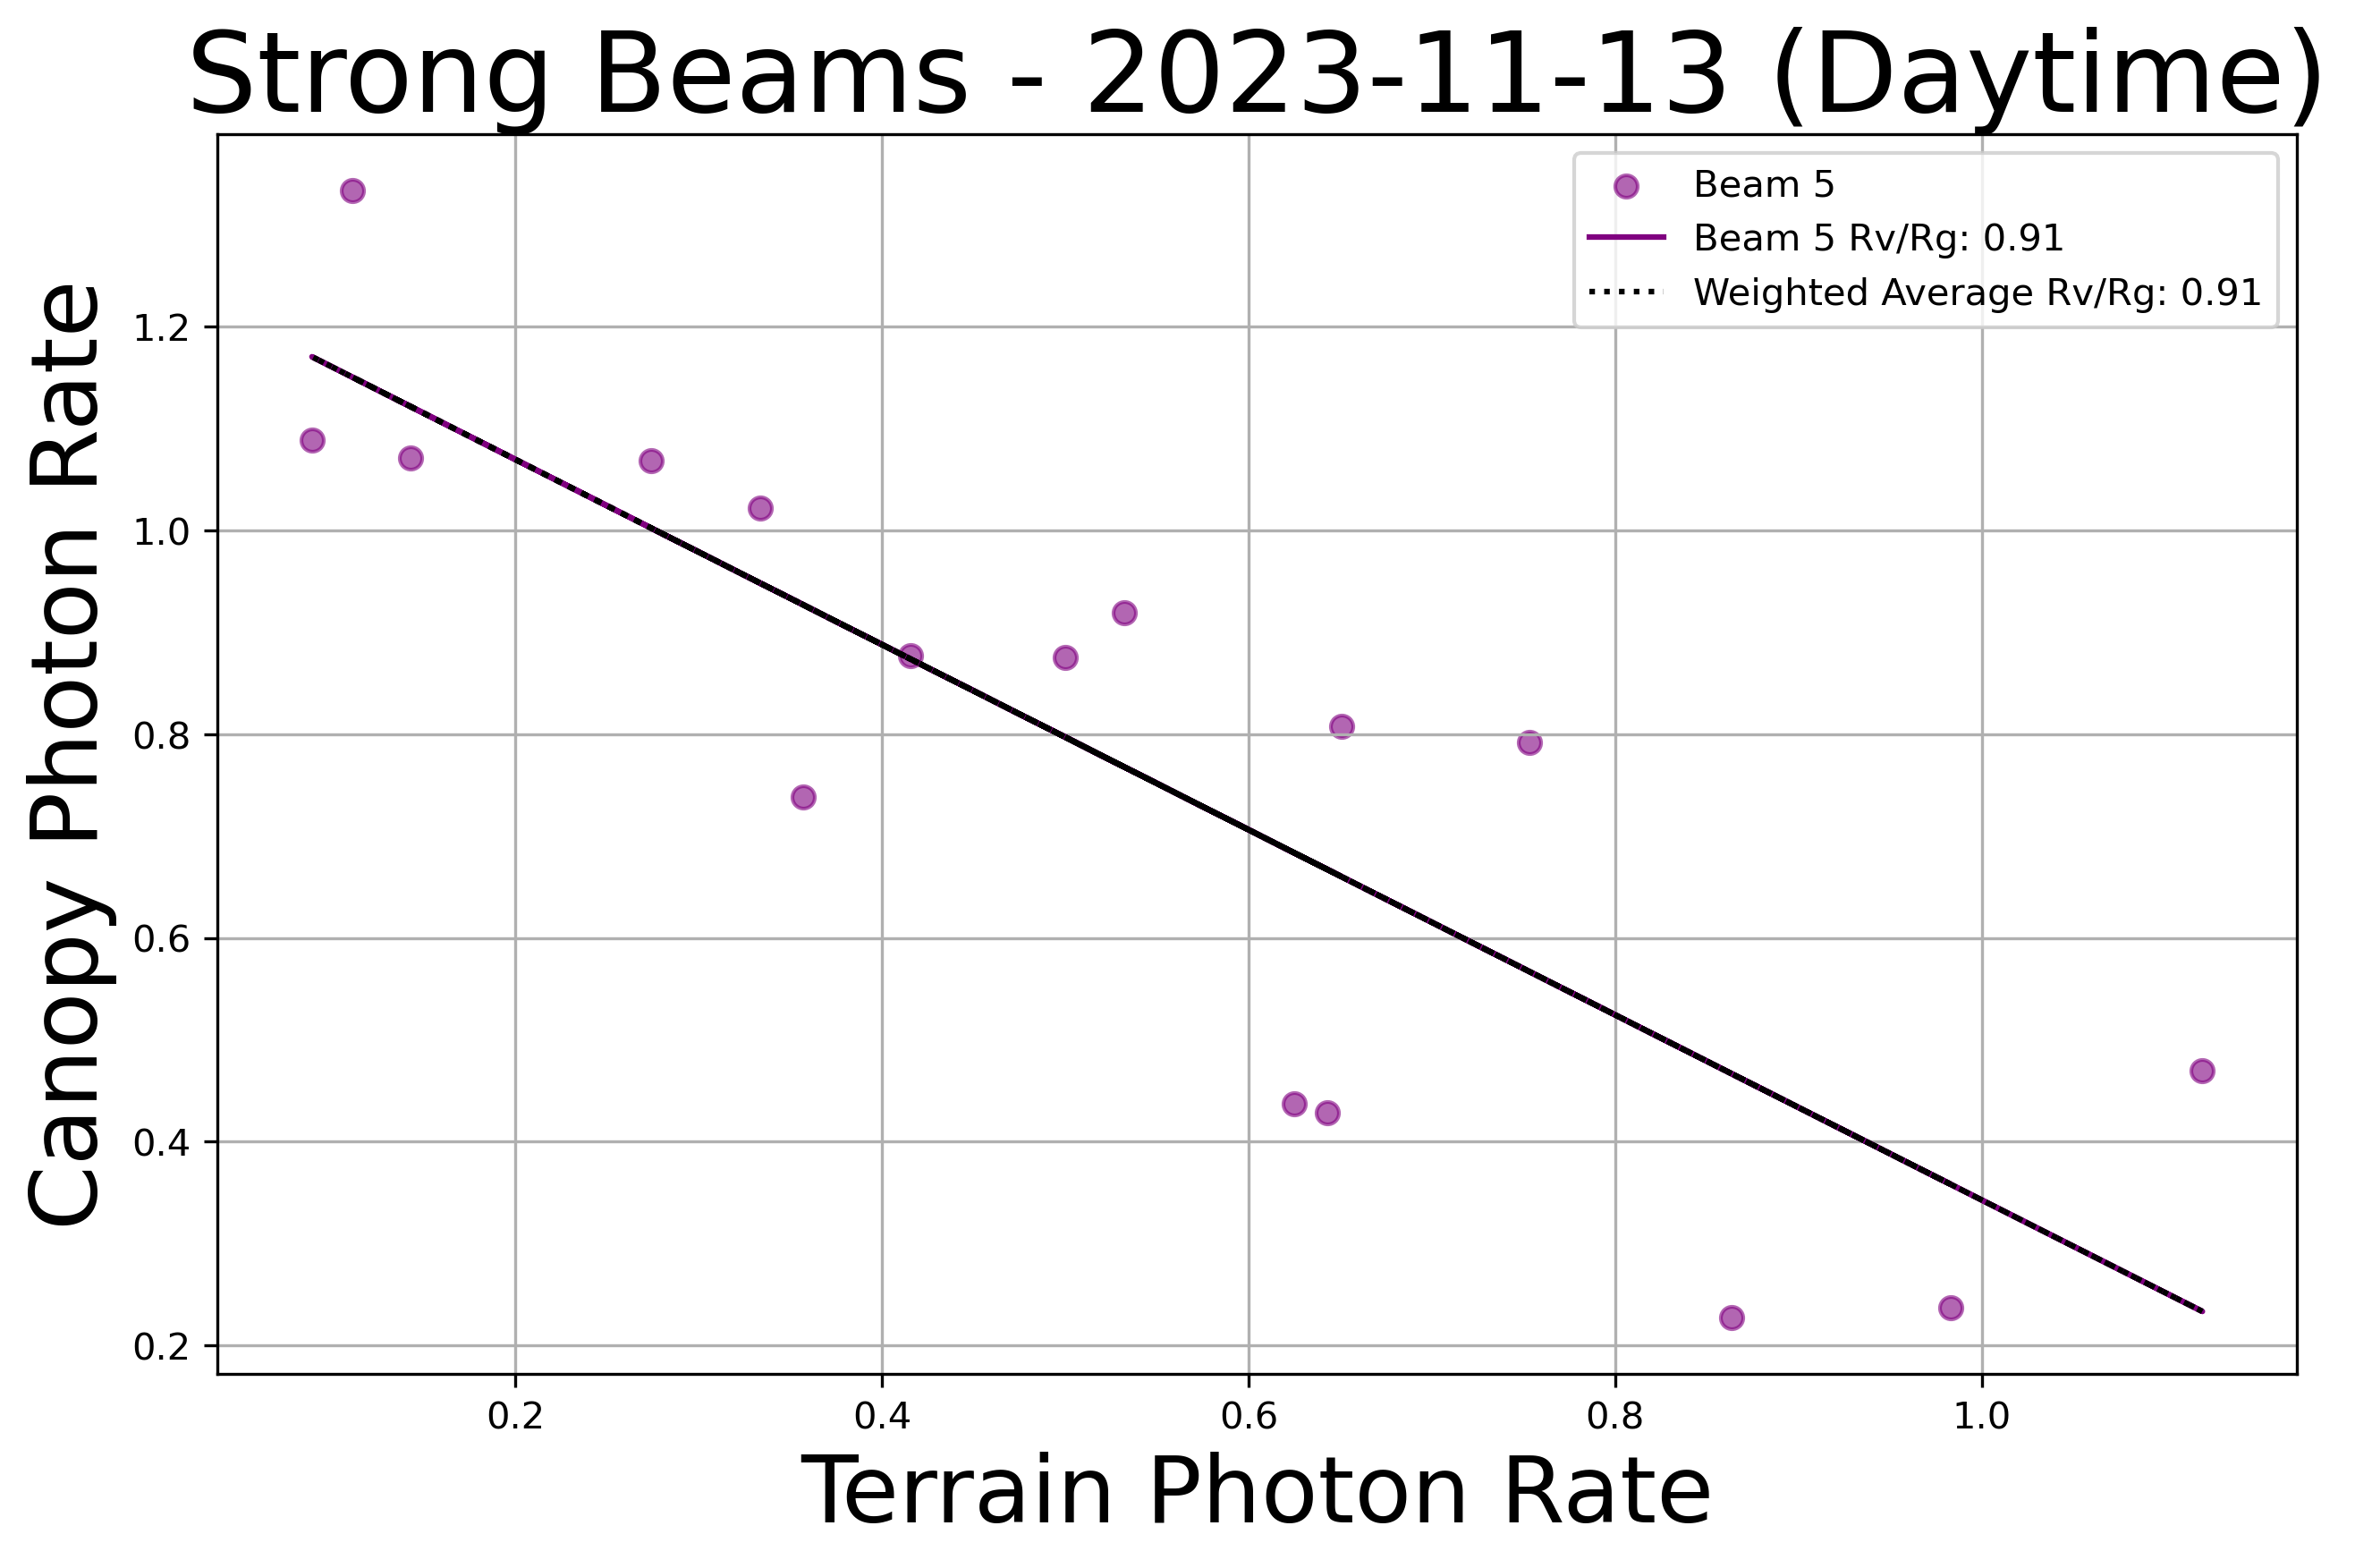 Strong Beams - 2023-11-13 (Daytime)
Beam 5
Beam 5 Rv/Rg: 0.91
Weighted Average Rv/Rg: 0.91
Canopy Photon Rate
1.2
1.0
0.8
0.6
0.4
0.2
0.2 0.4 0.6 0.8 1.0
Terrain Photon Rate